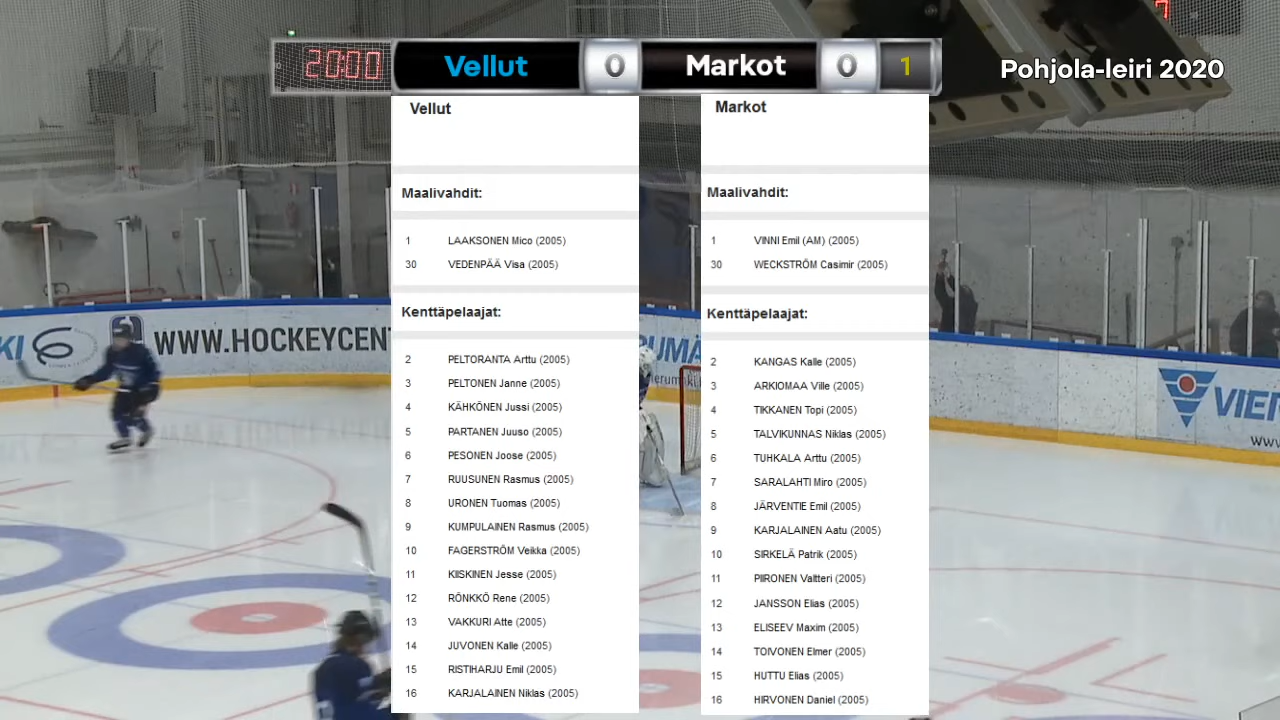 7
20:00
Vellut
0
Markot
0
1
Pohjola-leiri 2020
Vellut
Maalivahdit:
1 LAAKSONEN Mico (2005)
30 VEDENPÄÄ Visa (2005)
Kenttäpelaajat:
2 PELTORANTA Arttu (2005)
3 PELTONEN Janne (2005)
4 KÄHKÖNEN Jussi (2005)
5 PARTANEN Juuso (2005)
6 PESONEN Joose (2005)
7 RUUSUNEN Rasmus (2005)
8 URONEN Tuomas (2005)
9 KUMPULAINEN Rasmus (2005)
10 FAGERSTRÖM Veikka (2005)
11 KIISKINEN Jesse (2005)
12 RÖNKKÖ Rene (2005)
13 VAKKURI Atte (2005)
14 JUVONEN Kalle (2005)
15 RISTIHARJU Emil (2005)
16 KARJALAINEN Niklas (2005)
Markot
Maalivahdit:
1 VINNI Emil (AM) (2005)
30 WECKSTRÖM Casimir (2005)
Kenttäpelaajat:
2 KANGAS Kalle (2005)
3 ARKIOMAA Ville (2005)
4 TIKKANEN Topi (2005)
5 TALVIKUNNAS Niklas (2005)
6 TUHKALA Arttu (2005)
7 SARALAHTI Miro (2005)
8 JÄRVENTIE Emil (2005)
9 KARJALAINEN Aatu (2005)
10 SIRKELÄ Patrik (2005)
11 PIIRONEN Valtteri (2005)
12 JANSSON Elias (2005)
13 ELISEEV Maxim (2005)
14 TOIVONEN Elmer (2005)
15 HUTTU Elias (2005)
16 HIRVONEN Daniel (2005)
KI
WWW.HOCKEYCENT
RUMA
VIER
WWW